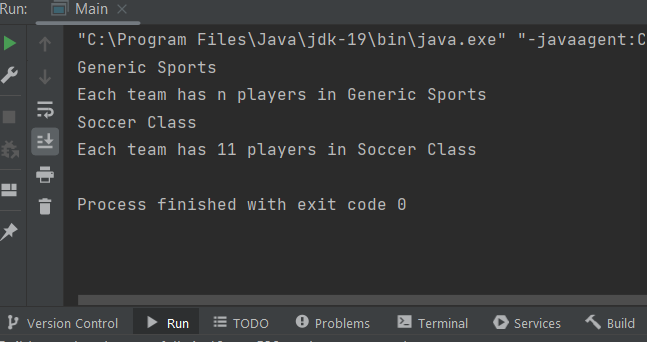 Run: Main
"C:\Program Files\Java\jdk-19\bin\java.exe" "-javaagent:C
Generic Sports
Each team has n players in Generic Sports
Soccer Class
Each team has 11 players in Soccer Class
Process finished with exit code 0
Version Control Run TODO Problems Terminal Services Build